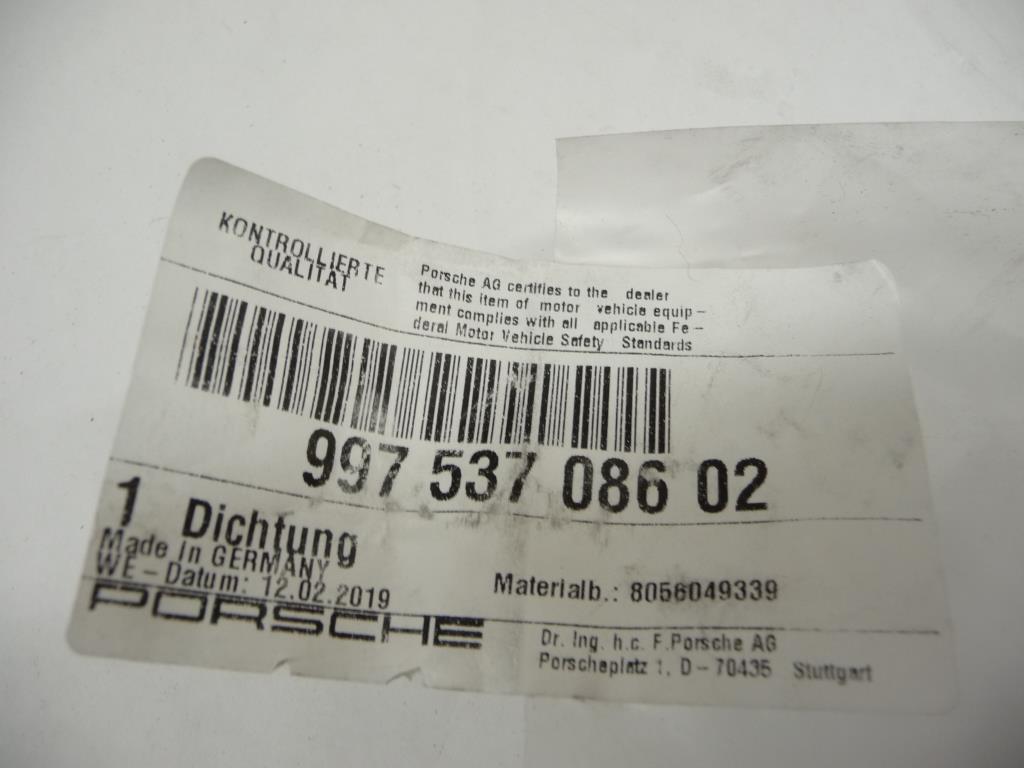 KONTROLLIERTE
QUALITÄT
Porsche AG certifies to the dealer
that this item of motor vehicle equip-
ment complies with all applicable Fe-
deral Motor Vehicle Safety Standards
997 537 086 02
1 Dichtung
Made in GERMANY
WE-Datum: 12.02.2019
Materialb.: 8056049339
PORSCHE
Dr. Ing. h.c. F.Porsche AG
Porscheplatz 1, D-70435 Stuttgart